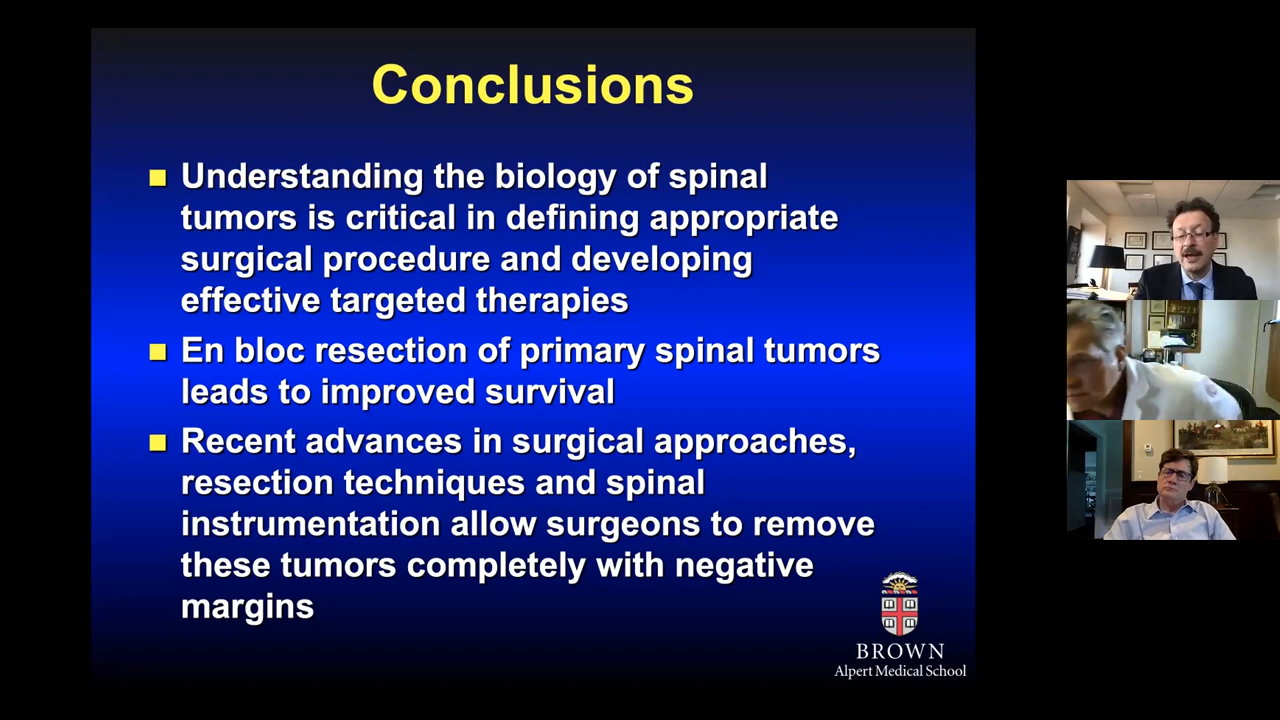 Conclusions
Understanding the biology of spinal
tumors is critical in defining appropriate
surgical procedure and developing
effective targeted therapies
En bloc resection of primary spinal tumors
leads to improved survival
Recent advances in surgical approaches,
resection techniques and spinal
instrumentation allow surgeons to remove
these tumors completely with negative
margins
BROWN
Alpert Medical School